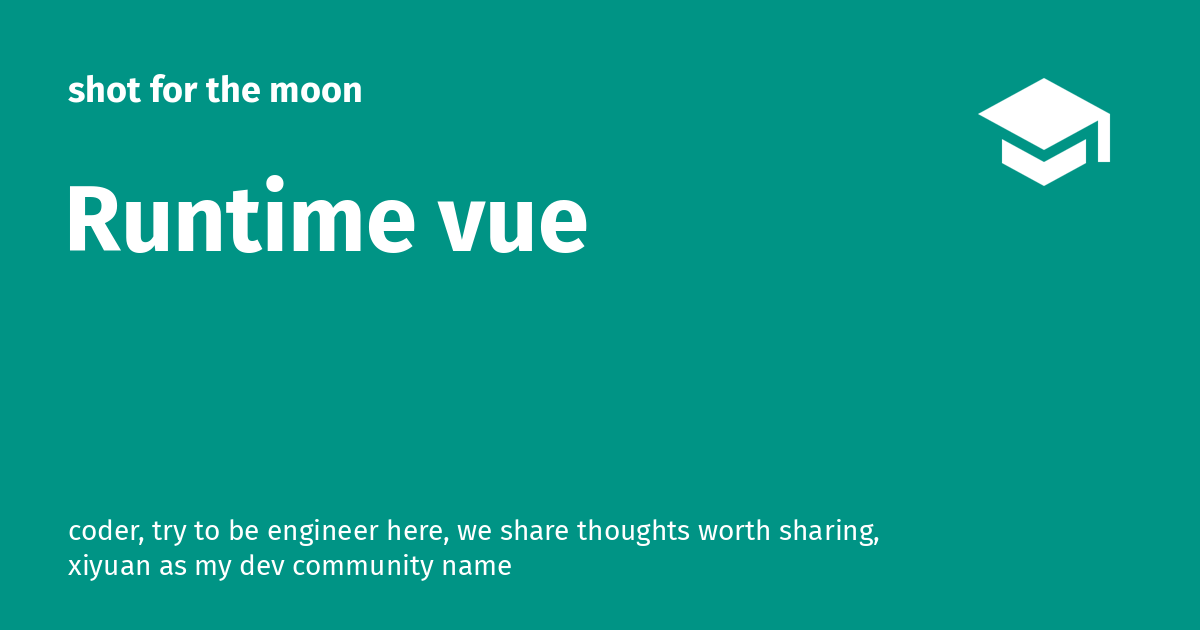 shot for the moon
Runtime vue
coder, try to be engineer here, we share thoughts worth sharing,
xiyuan as my dev community name